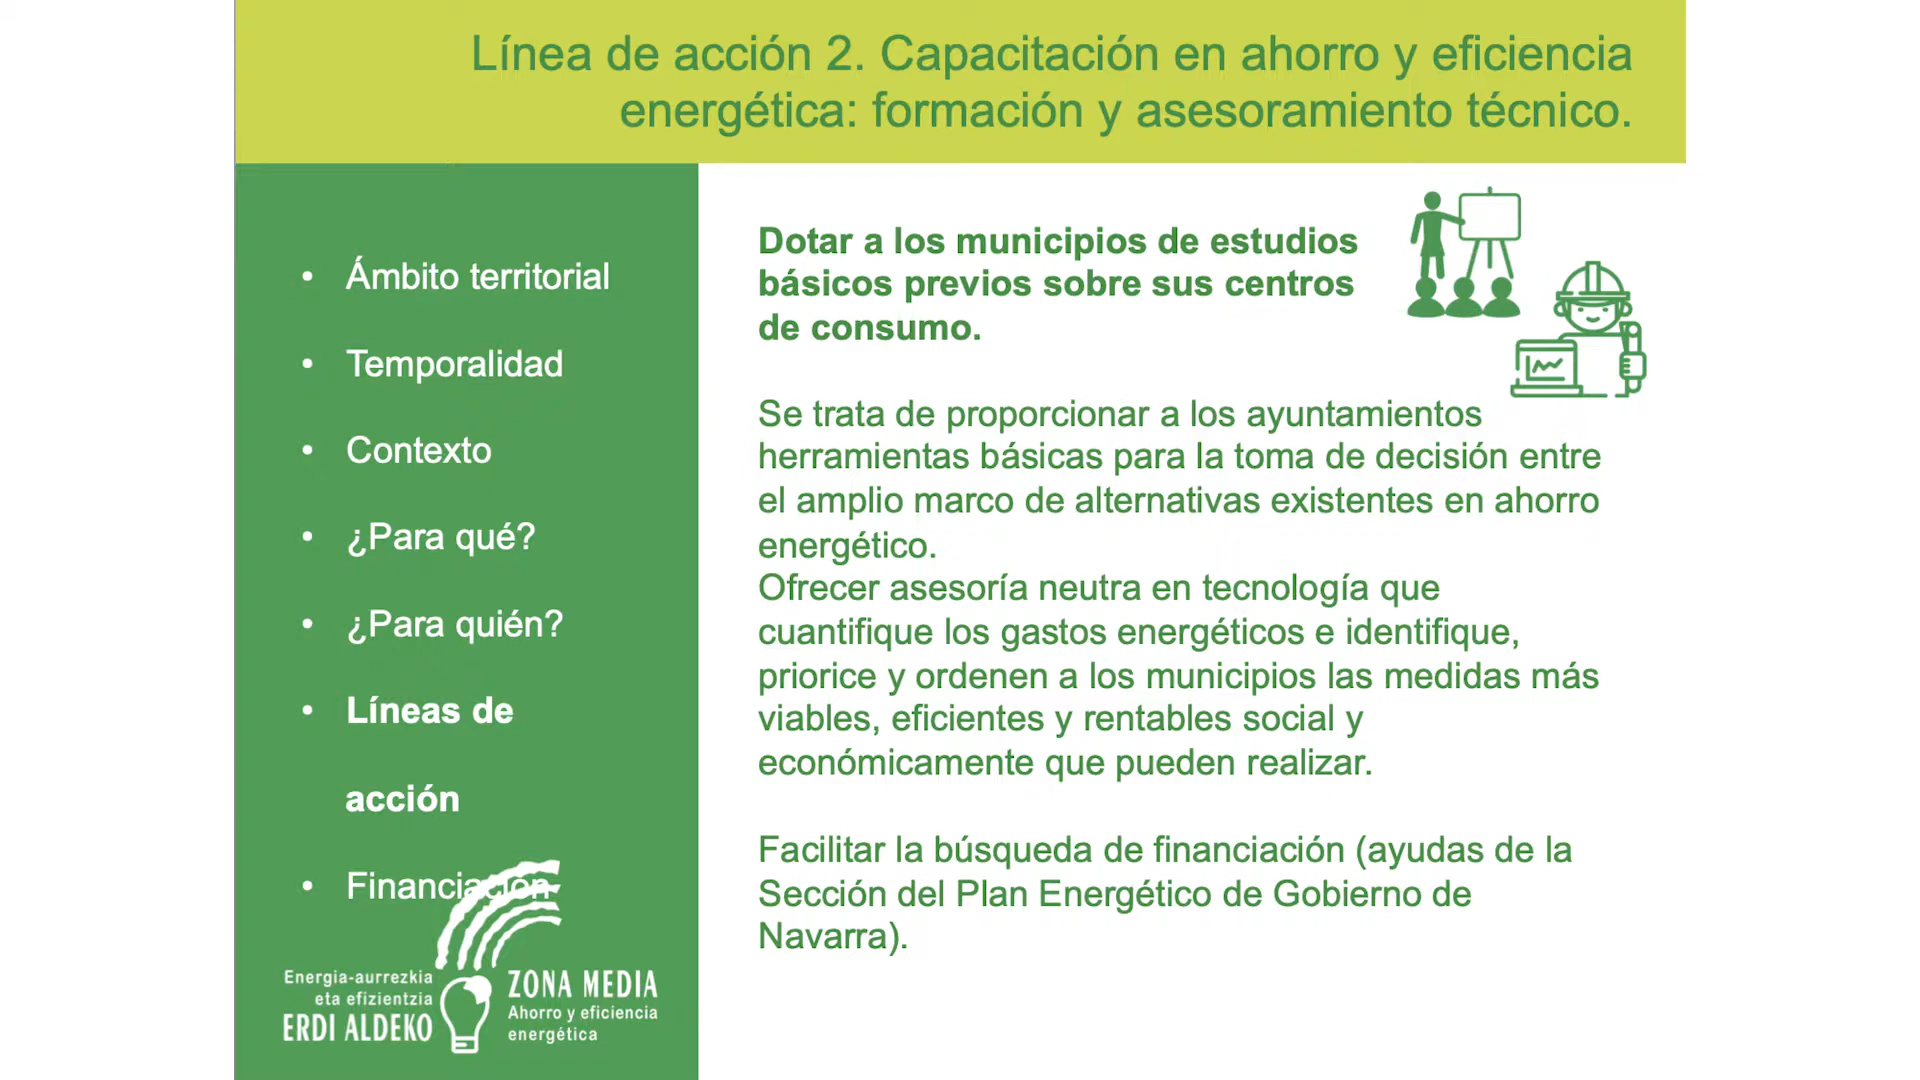 Línea de acción 2. Capacitación en ahorro y eficiencia
energética: formación y asesoramiento técnico.
• Ámbito territorial
• Temporalidad
• Contexto
• ¿Para qué?
• ¿Para quién?
• Líneas de
acción
• Financiación
Energia-aurrezkia
eta efizientzia
ERDI ALDEKO
ZONA MEDIA
Ahorro y eficiencia
energética
Dotar a los municipios de estudios
básicos previos sobre sus centros
de consumo.
Se trata de proporcionar a los ayuntamientos
herramientas básicas para la toma de decisión entre
el amplio marco de alternativas existentes en ahorro
energético.
Ofrecer asesoría neutra en tecnología que
cuantifique los gastos energéticos e identifique,
priorice y ordenen a los municipios las medidas más
viables, eficientes y rentables social y
económicamente que pueden realizar.
Facilitar la búsqueda de financiación (ayudas de la
Sección del Plan Energético de Gobierno de
Navarra).